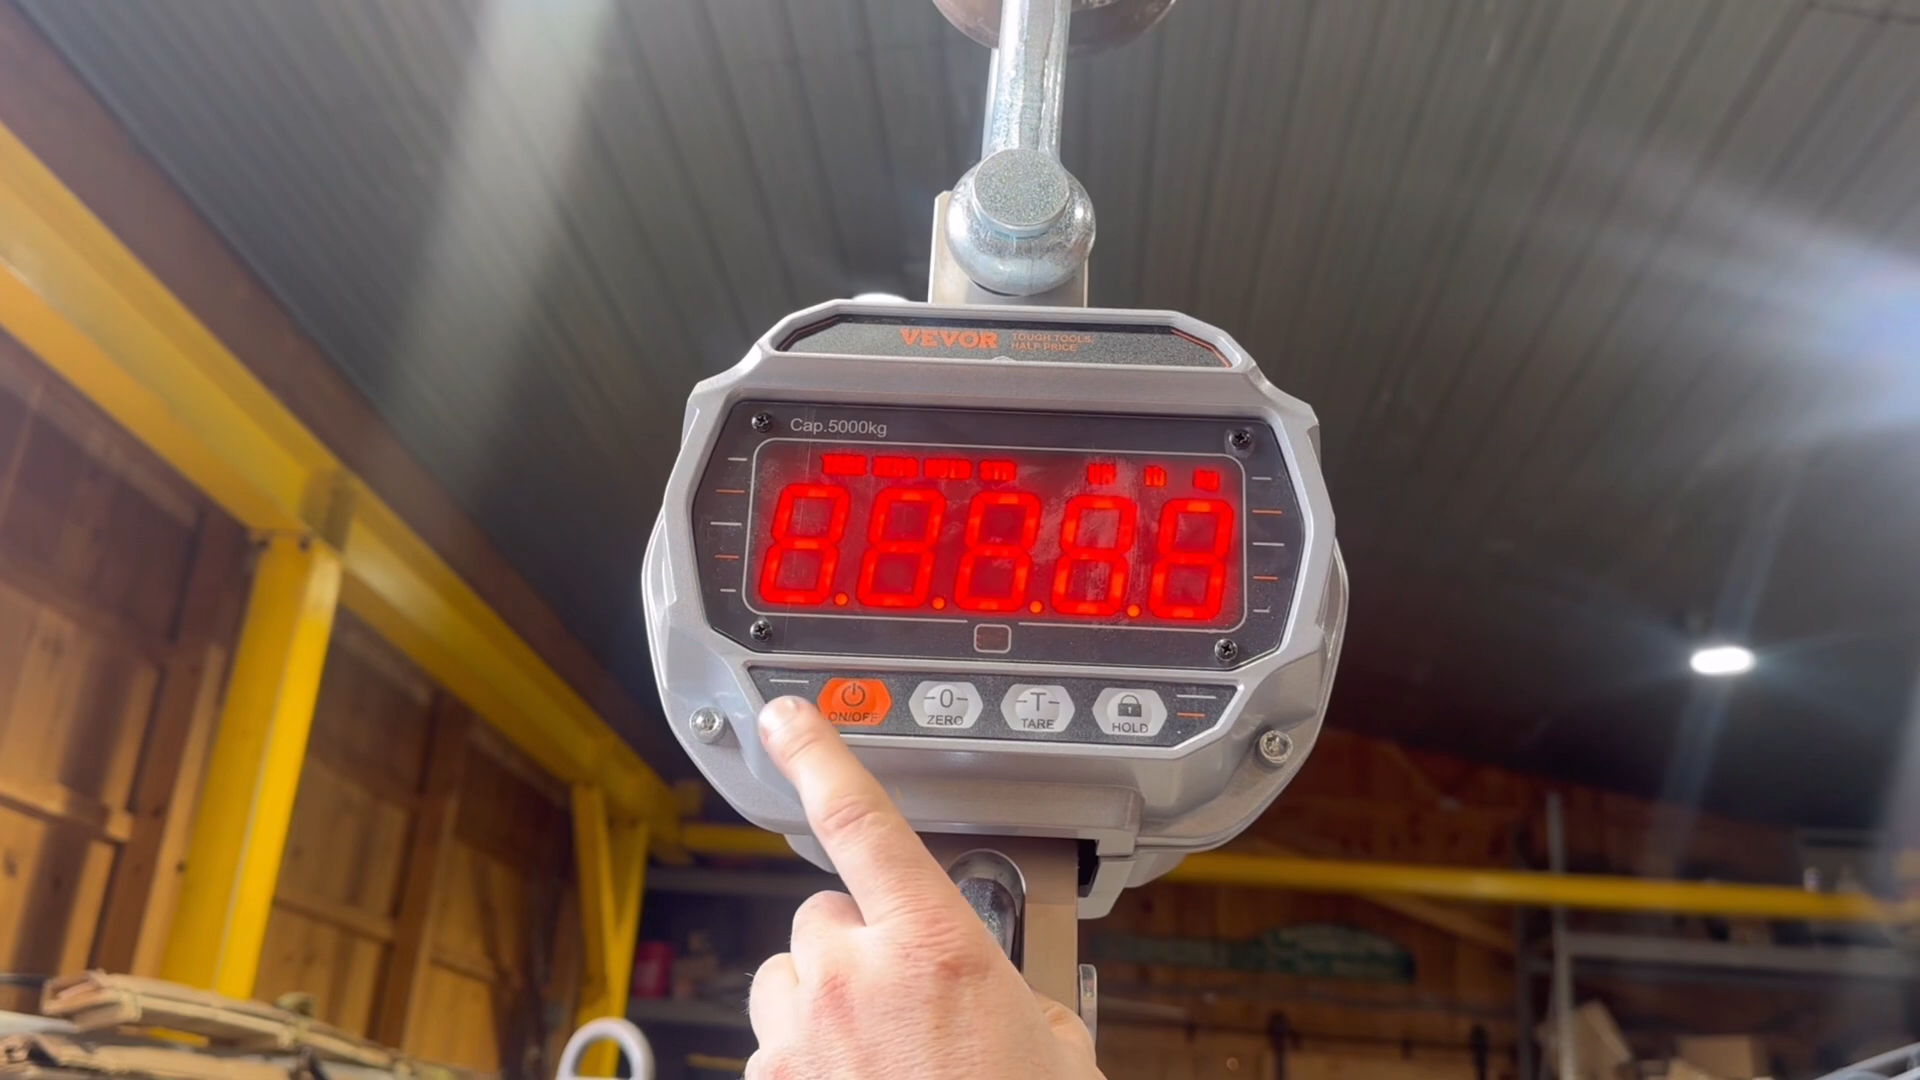 VEVOR
TOUGH TOOLS,
HALF PRICE
Cap.5000kg
8.8.8.8.8
ON/OFF
-0-
ZERO
-T-
TARE
HOLD